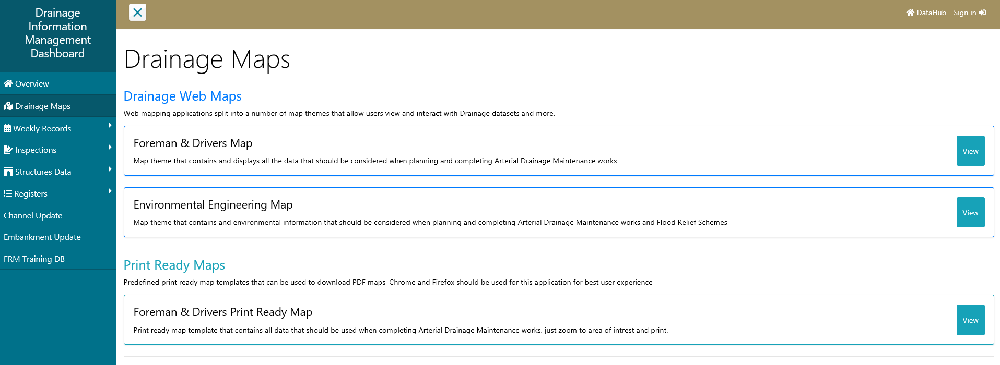 Drainage
Information
Management
Dashboard
Overview
Drainage Maps
Weekly Records
Inspections
Structures Data
Registers
Channel Update
Embankment Update
FRM Training DB
DataHub
Sign in
Drainage Maps
Drainage Web Maps
Web mapping applications split into a number of map themes that allow users view and interact with Drainage datasets and more.
Foreman & Drivers Map
Map theme that contains and displays all the data that should be considered when planning and completing Arterial Drainage Maintenance works
View
Environmental Engineering Map
Map theme that contains and environmental information that should be considered when planning and completing Arterial Drainage Maintenance works and Flood Relief Schemes
View
Print Ready Maps
Predefined print ready map templates that can be used to download PDF maps, Chrome and Firefox should be used for this application for best user experience
Foreman & Drivers Print Ready Map
Print ready map template that contains all data that should be used when completing Arterial Drainage Maintenance works, just zoom to area of intrest and print.
View